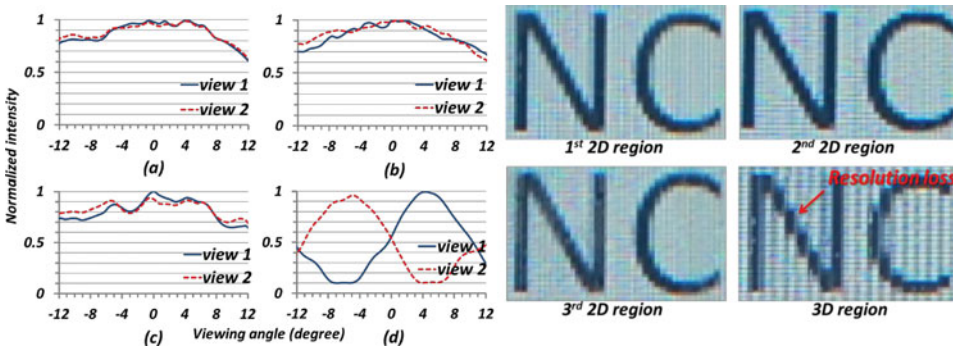 Normalized intensity
1
0.5
0
view 1
view 2
-12 -8 -4 0 4 8 12
(a)
1
0.5
0
view 1
view 2
-12 -8 -4 0 4 8 12
(b)
1
0.5
0
view 1
view 2
-12 -8 -4 0 4 8 12
(c)
1
0.5
0
view 1
view 2
-12 -8 -4 0 4 8 12
(d)
Viewing angle (degree)
NC
1st 2D region
NC
2nd 2D region
NC
3rd 2D region
Resolution loss
NC
3D region